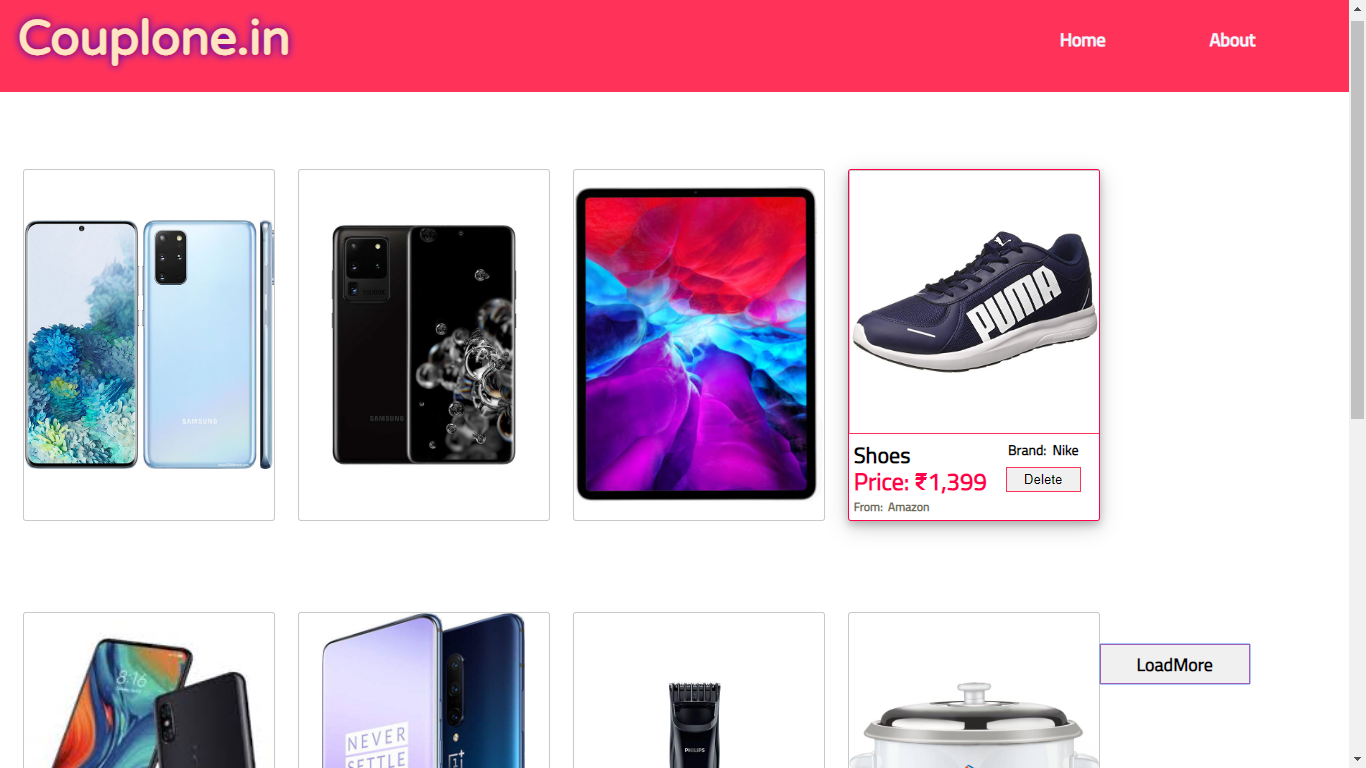 Couplone.in
Home
About
SAMSUNG
SAMSUNG
PUMA
Shoes
Brand: Nike
Price: ₹1,399
Delete
From: Amazon
8:16
NEVER
SETTLE
1+
PHILIPS
LoadMore